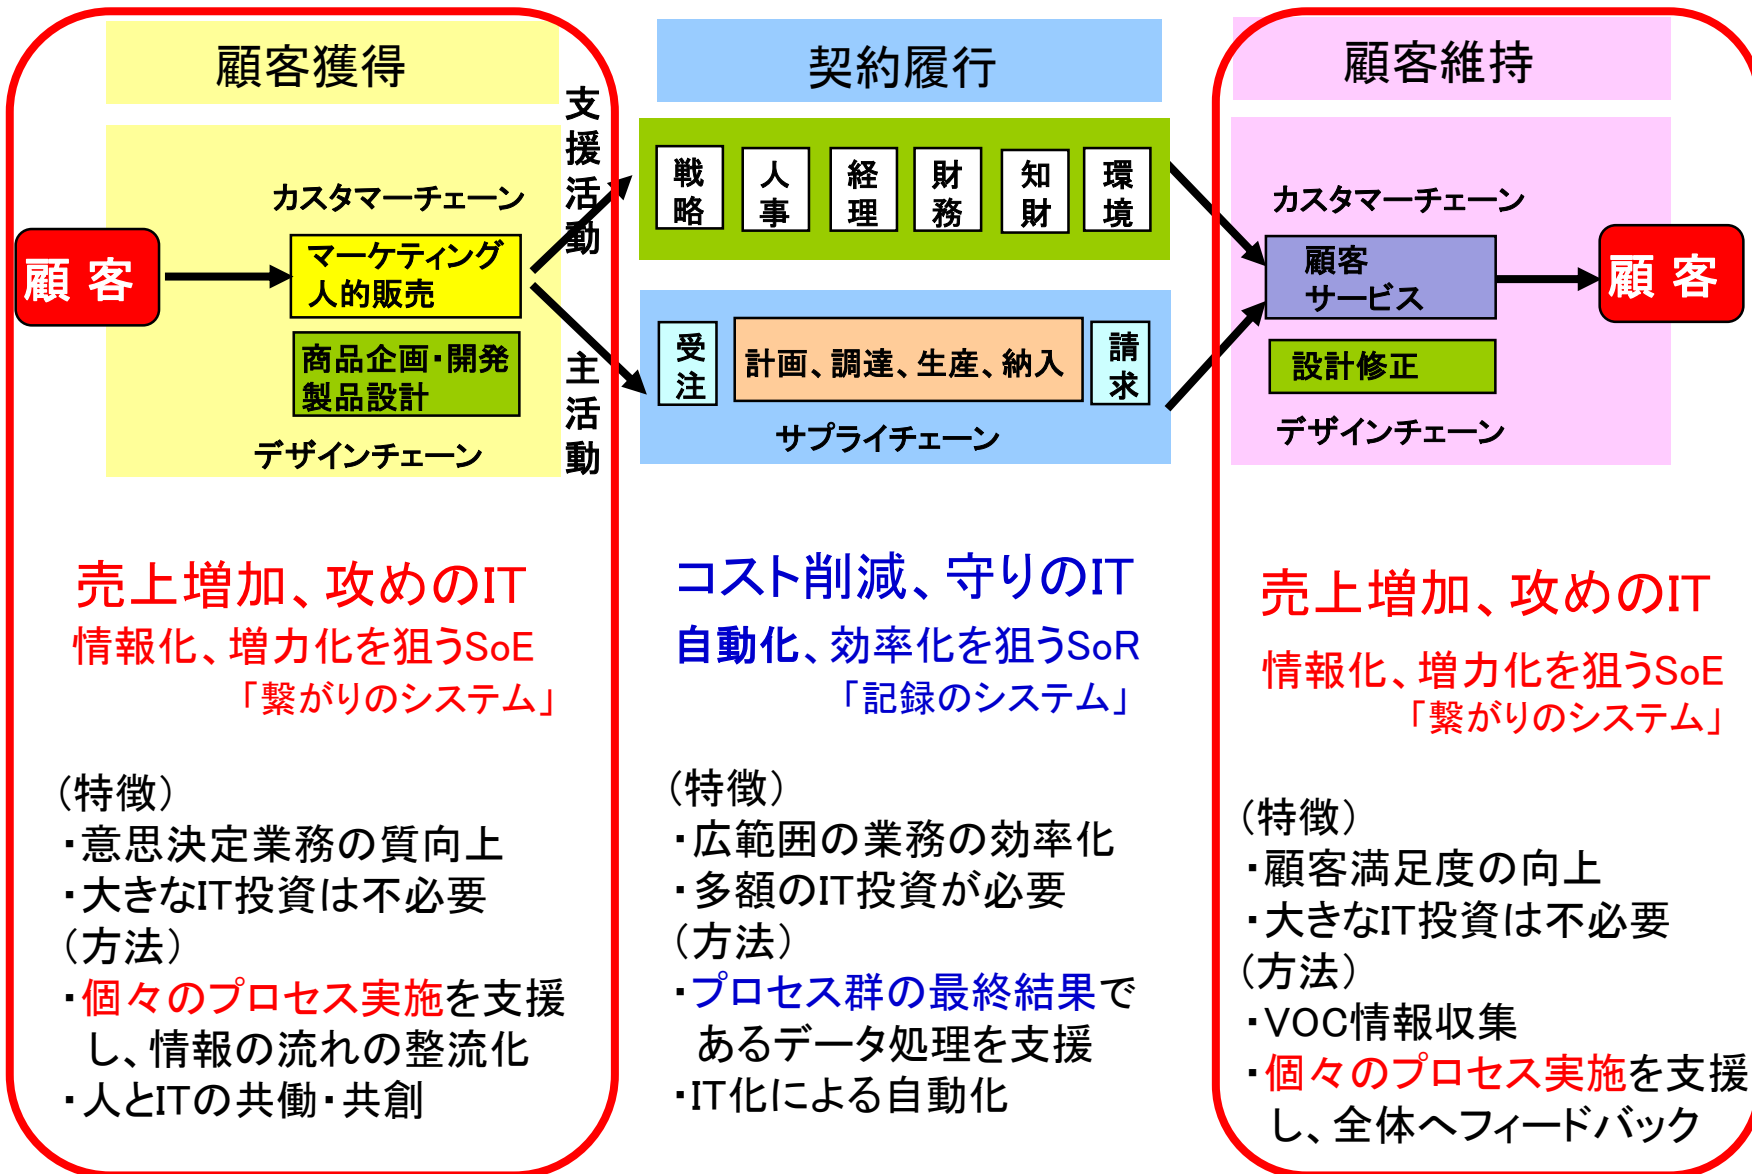 顧客獲得
契約履行
顧客維持
支援活動
主活動
カスタマーチェーン
顧 客
マーケティング
人的販売
商品企画・開発
製品設計
デザインチェーン
戦略
人事
経理
財務
知財
環境
受注
計画、調達、生産、納入
請求
サプライチェーン
カスタマーチェーン
顧客
サービス
設計修正
デザインチェーン
顧 客
売上増加、攻めのIT
情報化、増力化を狙うSoE
「繋がりのシステム」
(特徴)
・意思決定業務の質向上
・大きなIT投資は不必要
(方法)
・個々のプロセス実施を支援
し、情報の流れの整流化
・人とITの共働・共創
コスト削減、守りのIT
自動化、効率化を狙うSoR
「記録のシステム」
(特徴)
・広範囲の業務の効率化
・多額のIT投資が必要
(方法)
・プロセス群の最終結果で
あるデータ処理を支援
・IT化による自動化
売上増加、攻めのIT
情報化、増力化を狙うSoE
「繋がりのシステム」
(特徴)
・顧客満足度の向上
・大きなIT投資は不必要
(方法)
・VOC情報収集
・個々のプロセス実施を支援
し、全体へフィードバック